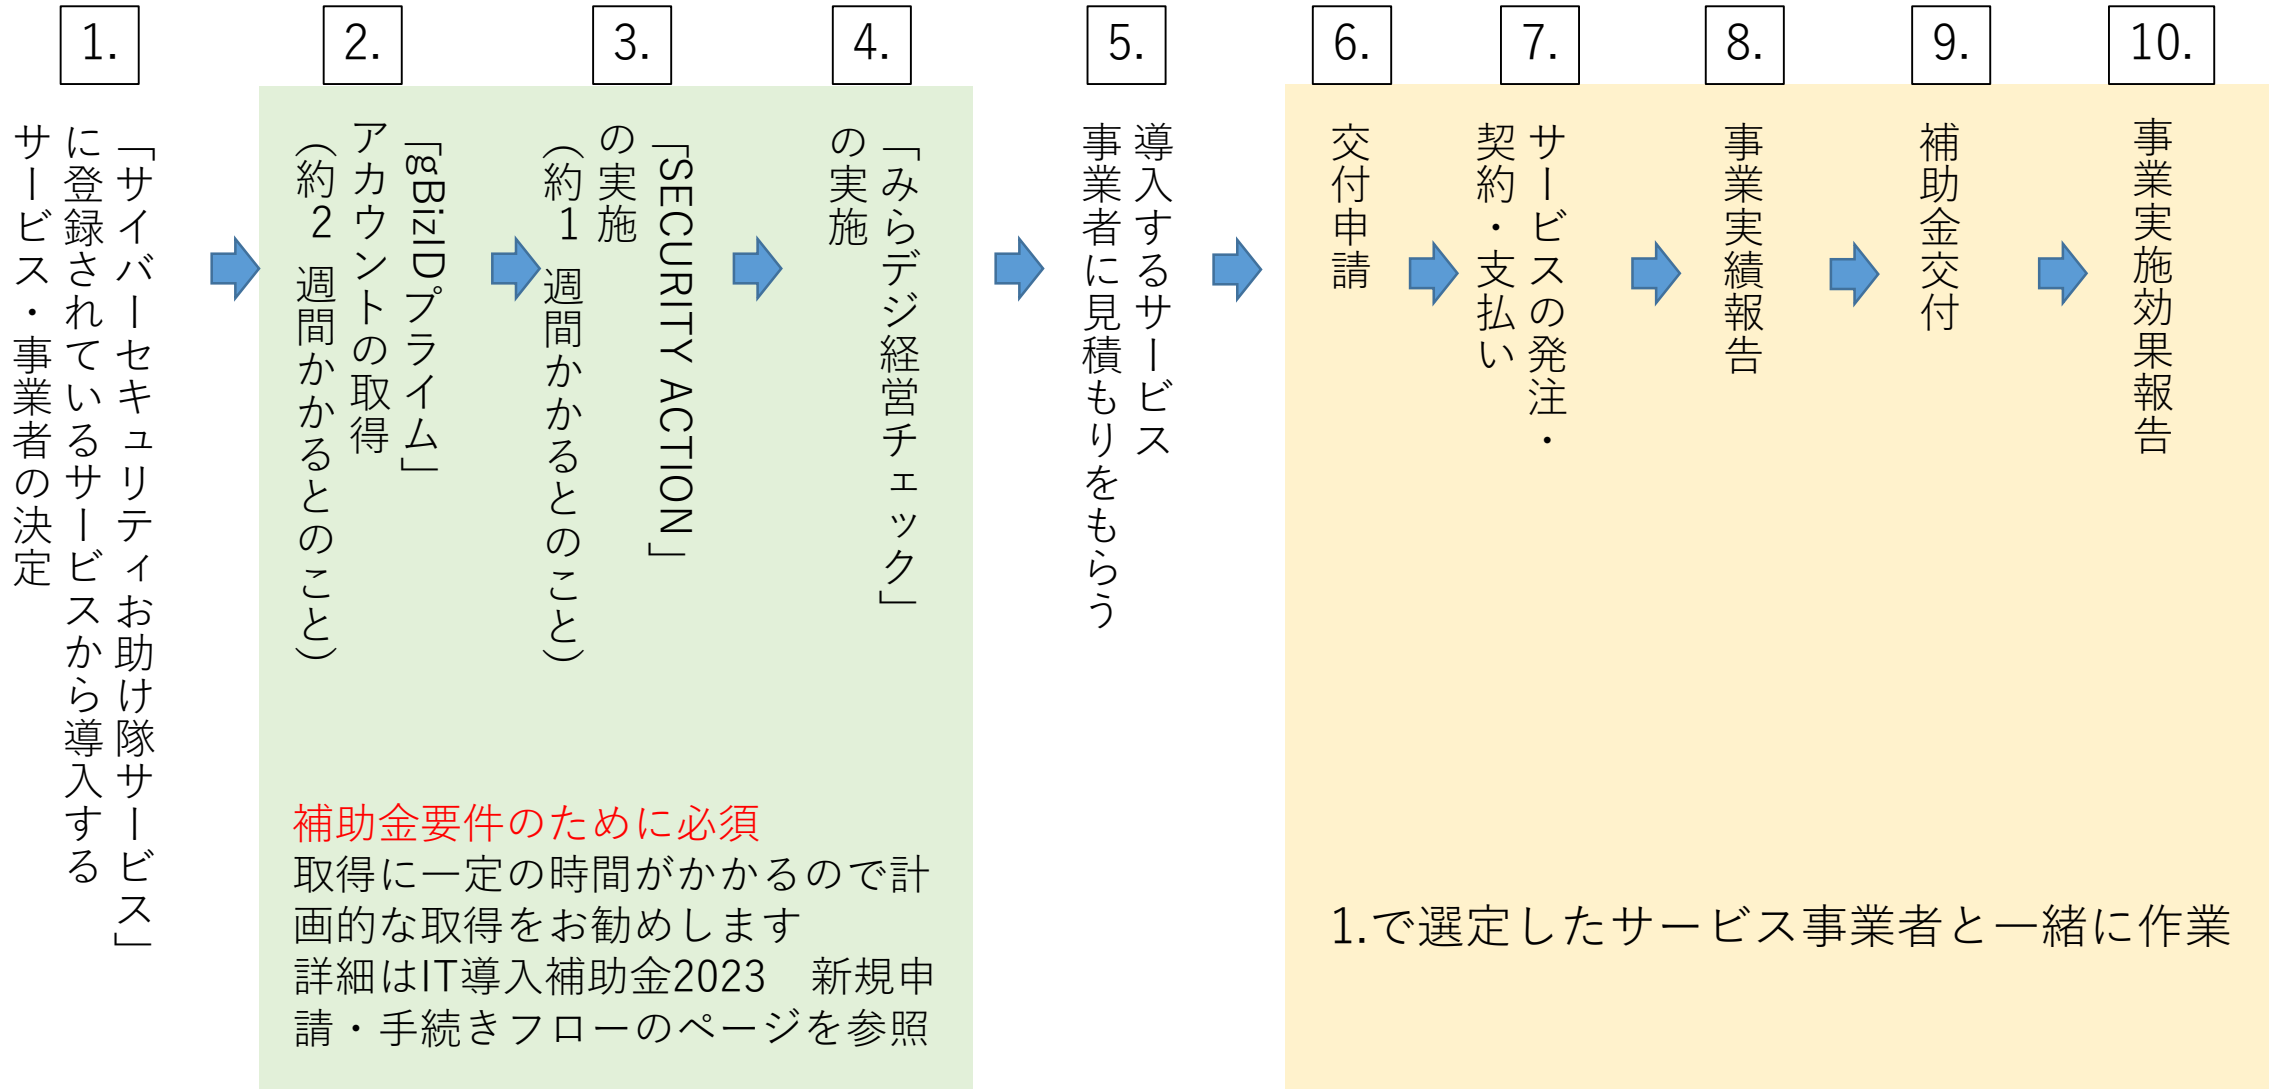 1.
「サイバーセキュリティお助け隊サービス」
に登録されているサービスから導入する
サービス・事業者の決定
2.
「gBizIDプライム」
アカウントの取得
（約２週間かかるとのこと）
3.
「SECURITY ACTION」
の実施
（約１週間かかるとのこと）
4.
「みらデジ経営チェック」
の実施
補助金要件のために必須
取得に一定の時間がかかるので計
画的な取得をお勧めします
詳細はIT導入補助金2023　新規申
請・手続きフローのページを参照
5.
導入するサービス
事業者に見積もりをもらう
6.
交付申請
7.
サービスの発注・
契約・支払い
8.
事業実績報告
9.
補助金交付
10.
事業実施効果報告
1.で選定したサービス事業者と一緒に作業